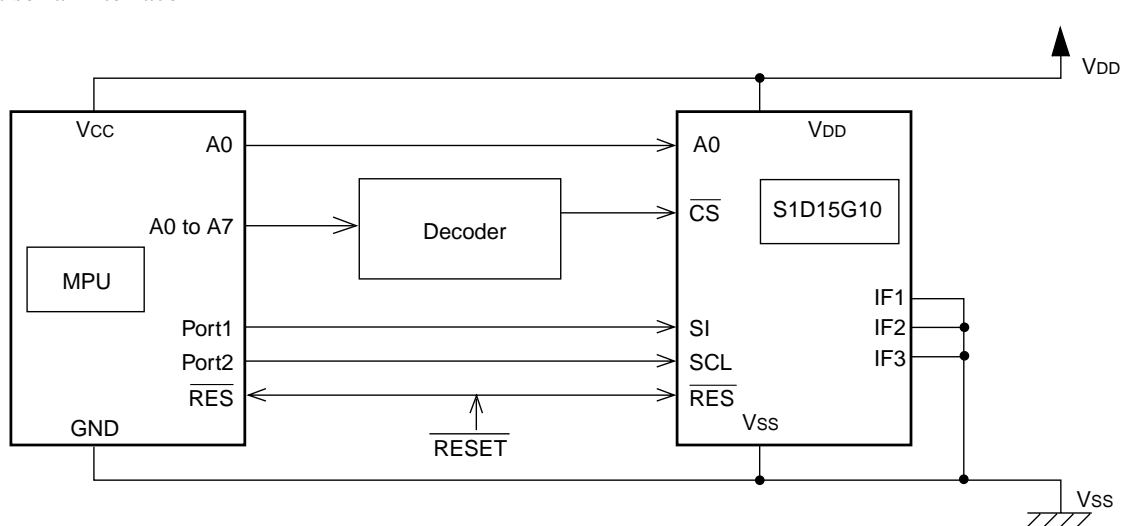 VDD
VCC
VDD
A0
A0
S1D15G10
CS
A0 to A7
Decoder
MPU
IF1
Port1
SI
IF2
Port2
SCL
IF3
RES
RES
VSS
GND
RESET
VSS